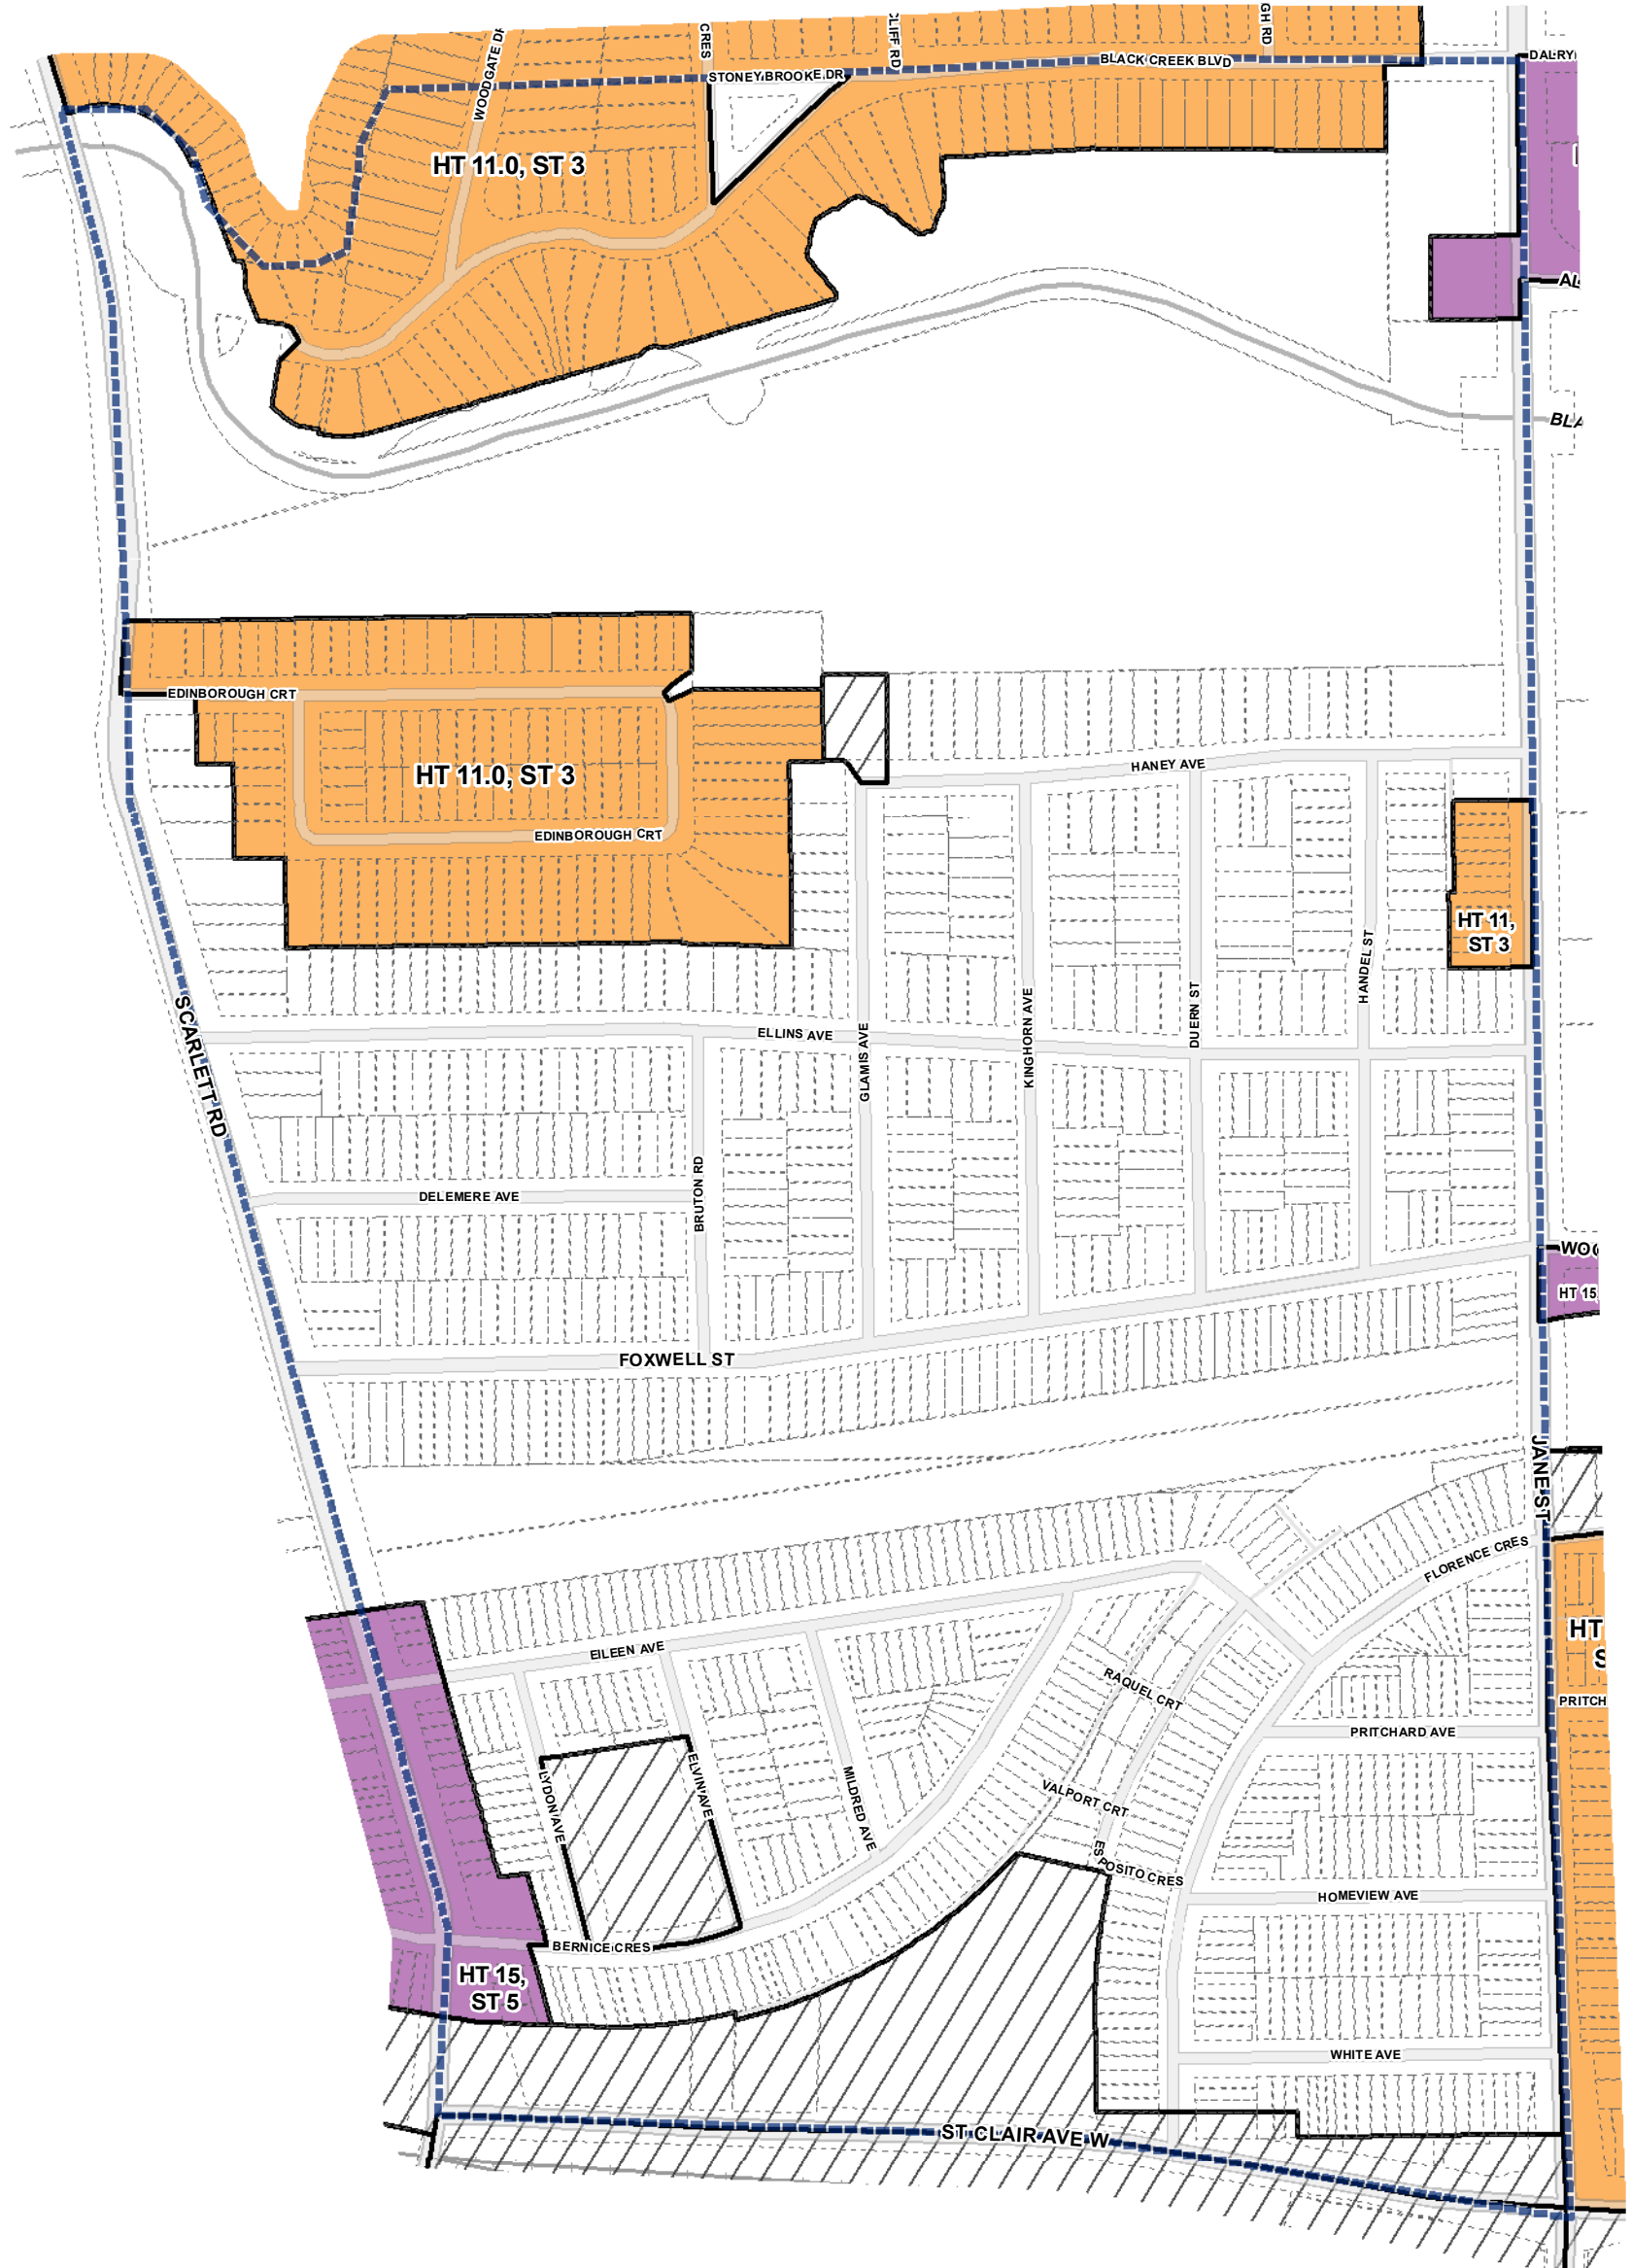 WOODGATE DR
CRES
CLIFF RD
GH RD
STONEY BROOKE DR
BLACK CREEK BLVD
DALRY
HT 11.0, ST 3
AL
BLA
EDINBOROUGH CRT
HT 11.0, ST 3
EDINBOROUGH CRT
HANEY AVE
HT 11,
ST 3
SCARLETT RD
ELLINS AVE
GLAMIS AVE
KINGHORN AVE
DUERN ST
HANDEL ST
DELEMERE AVE
BRUTON RD
WOO
HT 15,
FOXWELL ST
JANE ST
FLORENCE CRES
EILEEN AVE
RAQUEL CRT
HT
S
PRITCH
PRITCHARD AVE
LYDON AVE
ELVIN AVE
MILDRED AVE
VALPORT CRT
ESPOSITO CRES
HOMEVIEW AVE
BERNICE CRES
HT 15,
ST 5
WHITE AVE
ST CLAIR AVE W